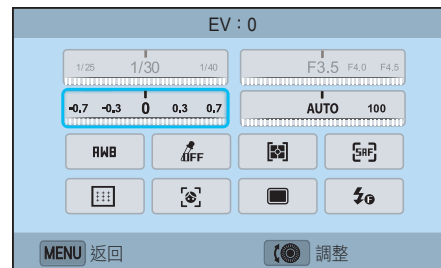 EV : 0
1/25 1/30 1/40 F3.5 F4.0 F4.5
-0.7 -0.3 0 0.3 0.7 AUTO 100
AWB OFF SAF
MENU 返回 調整